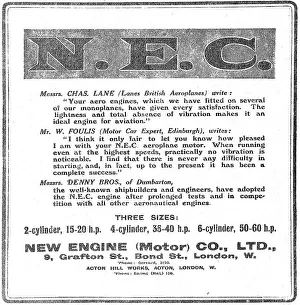 N.E.C.
Messrs. CHAS. LANE (Lanes British Aeroplanes) write:
"Your aero engines, which we have fitted on several
of our monoplanes, have given every satisfaction. The
lightness and total absence of vibration makes it an
ideal engine for aviation."
Mr. W. FOULIS (Motor Car Expert, Edinburgh), writes:
"I think it only fair to let you know how pleased
I am with your N.E.C aeroplane motor. When running
even at the highest speeds, practically no vibration is
noticeable. I find that there is never any difficulty in
starting, and, in fact, up to the present it has been a
complete success."
Messrs. DENNY BROS., of Dumbarton,
the well-known shipbuilders and engineers, have adopted
the N.E.C. engine after prolonged tests and in compe-
tition with all other aeronautical engines.
THREE SIZES:
2-cylinder, 15-20 h.p. 4-cylinder, 35-40 h.p. 6-cylinder, 50-60 h.p.
NEW ENGINE (Motor) CO., LTD.,
9, Grafton St., Bond St., London, W.
'Phone: Gerrard,
ACTON HILL WORKS, ACTON, LONDON, W.
'Phone: Ealing